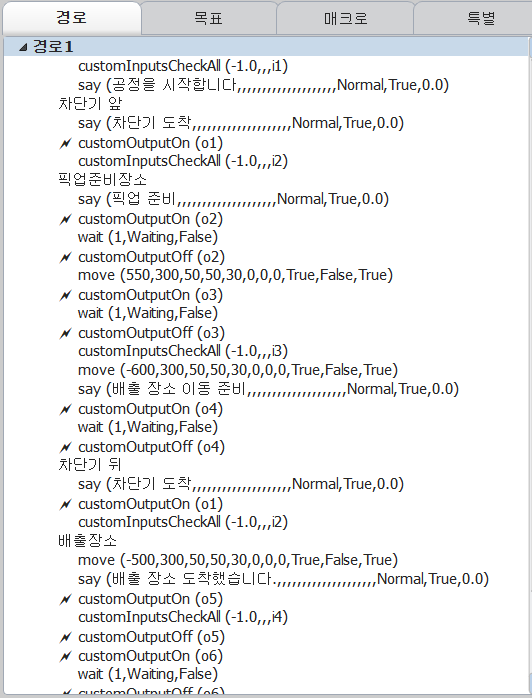 경로 목표 매크로 특별
경로1
customInputsCheckAll (-1.0,,,i1)
say (공정을 시작합니다,,,,,,,,,,,,,,,,,,,,Normal,True,0.0)
차단기 앞
say (차단기 도착,,,,,,,,,,,,,,,,,,,,Normal,True,0.0)
customOutputOn (o1)
customInputsCheckAll (-1.0,,,i2)
픽업준비장소
say (픽업 준비,,,,,,,,,,,,,,,,,,,,Normal,True,0.0)
customOutputOn (o2)
wait (1,Waiting,False)
customOutputOff (o2)
move (550,300,50,50,30,0,0,0,True,False,True)
customOutputOn (o3)
wait (1,Waiting,False)
customOutputOff (o3)
customInputsCheckAll (-1.0,,,i3)
move (-600,300,50,50,30,0,0,0,True,False,True)
say (배출 장소 이동 준비,,,,,,,,,,,,,,,,,,,,Normal,True,0.0)
customOutputOn (o4)
wait (1,Waiting,False)
customOutputOff (o4)
차단기 뒤
say (차단기 도착,,,,,,,,,,,,,,,,,,,,Normal,True,0.0)
customOutputOn (o1)
customInputsCheckAll (-1.0,,,i2)
배출장소
move (-500,300,50,50,30,0,0,0,True,False,True)
say (배출 장소 도착했습니다.,,,,,,,,,,,,,,,,,,,,Normal,True,0.0)
customOutputOn (o5)
customInputsCheckAll (-1.0,,,i4)
customOutputOff (o5)
customOutputOn (o6)
wait (1,Waiting,False)
customOutputOff (o6)